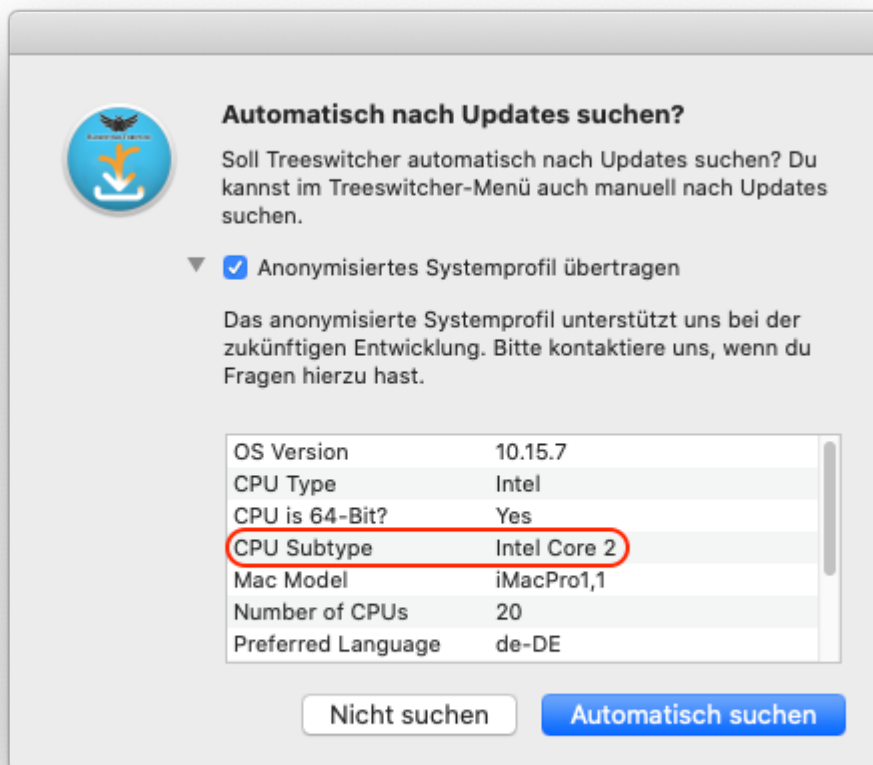 Automatisch nach Updates suchen?
Soll Treeswitcher automatisch nach Updates suchen? Du
kannst im Treeswitcher-Menü auch manuell nach Updates
suchen.
Anonymisiertes Systemprofil übertragen
Das anonymisierte Systemprofil unterstützt uns bei der
zukünftigen Entwicklung. Bitte kontaktiere uns, wenn du
Fragen hierzu hast.
OS Version 10.15.7
CPU Type Intel
CPU is 64-Bit? Yes
CPU Subtype Intel Core 2
Mac Model iMacPro1,1
Number of CPUs 20
Preferred Language de-DE
Nicht suchen Automatisch suchen